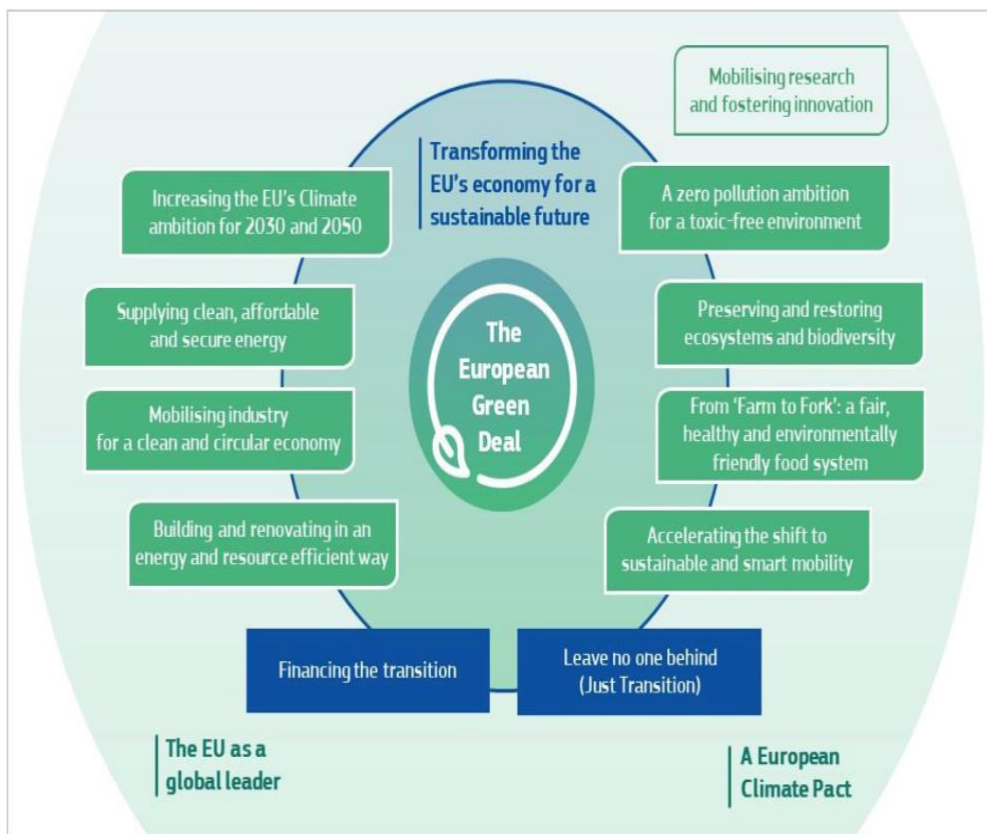 Mobilising research
and fostering innovation
Transforming the
EU's economy for a
sustainable future
Increasing the EU's Climate
ambition for 2030 and 2050
A zero pollution ambition
for a toxic-free environment
Supplying clean, affordable
and secure energy
Preserving and restoring
ecosystems and biodiversity
The
European
Green
Deal
Mobilising industry
for a clean and circular economy
From ‘Farm to Fork’: a fair,
healthy and environmentally
friendly food system
Building and renovating in an
energy and resource efficient way
Accelerating the shift to
sustainable and smart mobility
Financing the transition
Leave no one behind
(Just Transition)
The EU as a
global leader
A European
Climate Pact